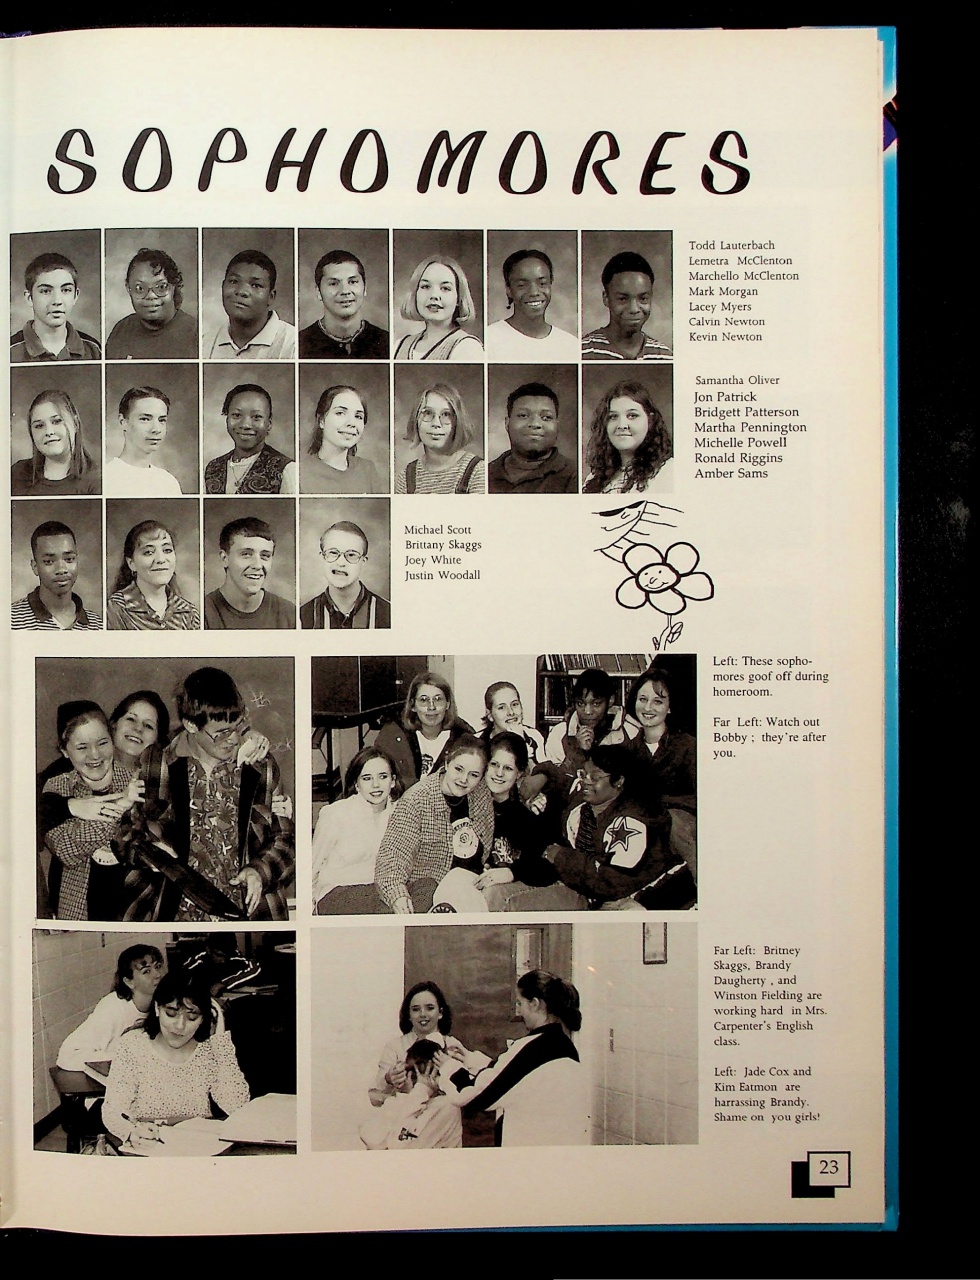 SOPHOMORES
Todd Lauterbach
Lemetra McClenton
Marchello McClenton
Mark Morgan
Lacey Myers
Calvin Newton
Kevin Newton
Samantha Oliver
Jon Patrick
Bridgett Patterson
Martha Pennington
Michelle Powell
Ronald Riggins
Amber Sams
Michael Scott
Brittany Skaggs
Joey White
Justin Woodall
Left: These sopho-
mores goof off during
homeroom.
Far Left: Watch out
Bobby ; they're after
you.
Far Left: Britney
Skaggs, Brandy
Daugherty , and
Winston Fielding are
working hard in Mrs.
Carpenter's English
class.
Left: Jade Cox and
Kim Eatmon are
harrassing Brandy.
Shame on you girls!
23